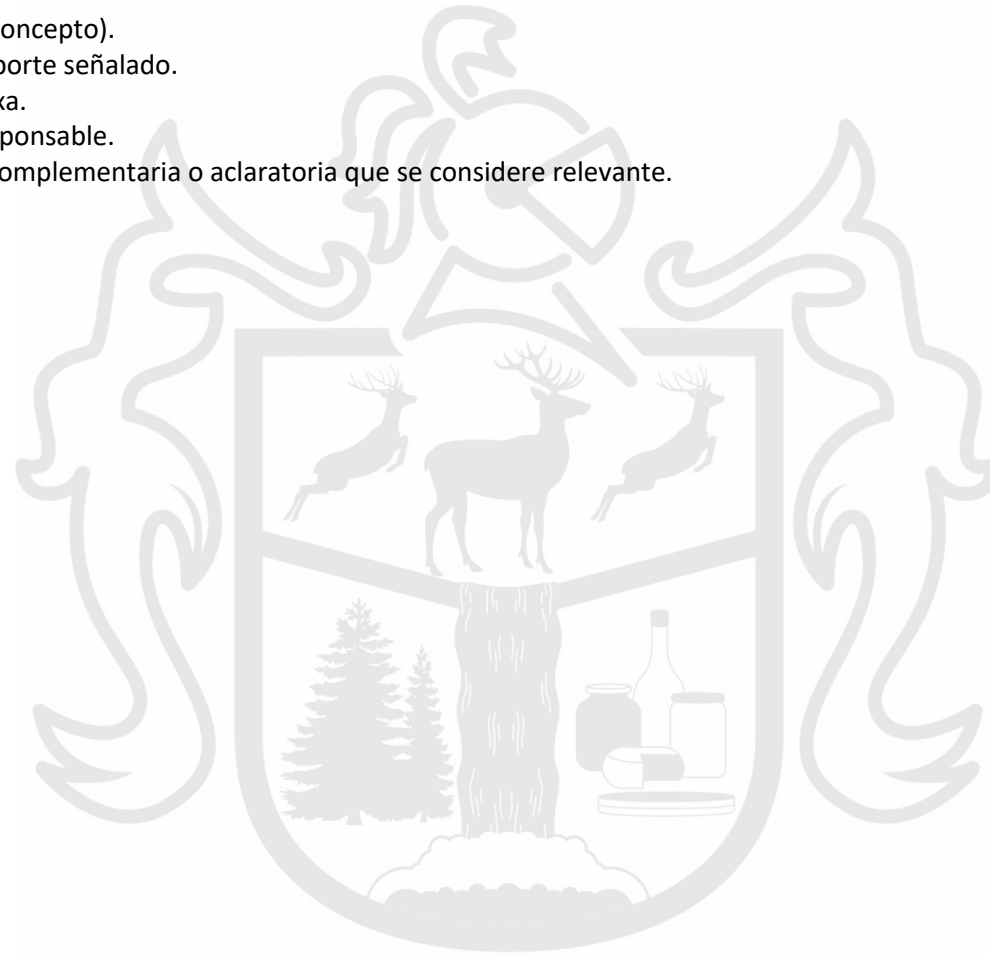 oncepto).
porte señalado.
xa.
ponsable.
omplementaria o aclaratoria que se considere relevante.